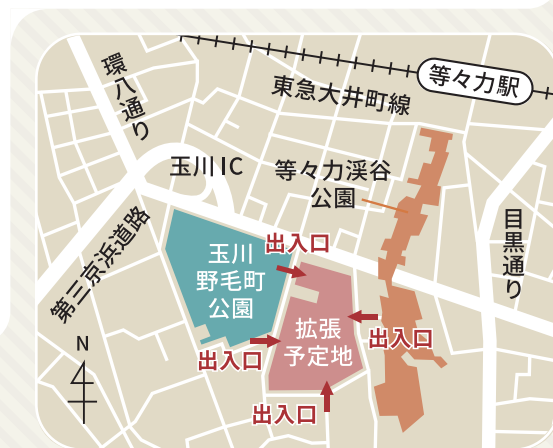 環八通り
等々力駅
東急大井町線
玉川IC
等々力渓谷
公園
目黒通り
第三京浜道路
玉川
野毛町
公園
出入口
拡張
予定地
出入口
出入口
出入口
N